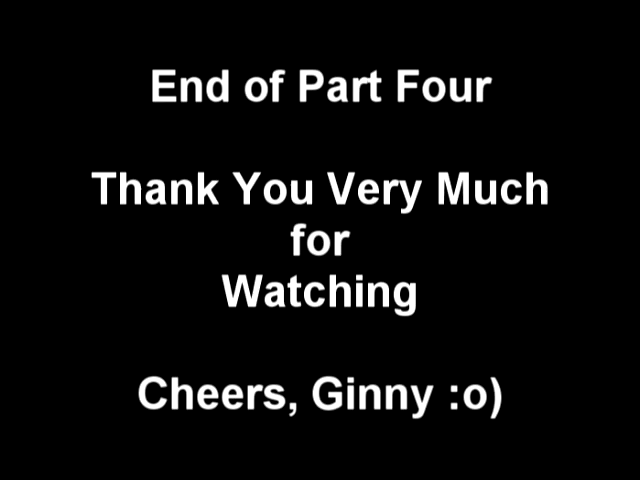 End of Part Four
Thank You Very Much
for
Watching
Cheers, Ginny :o)